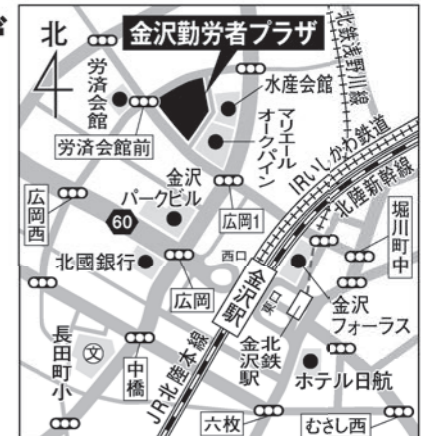 北
金沢勤労者プラザ
北鉄浅野川線
労済会館
水産会館
労済会館前
マリエール
オークパイン
IRいしかわ鉄道
北陸新幹線
広岡西
金沢
パークビル
60
広岡1
堀川町中
西口
北國銀行
広岡
金沢駅
東口
金沢
フォーラス
長田町小
文
中橋
JR北陸本線
北鉄
金沢駅
ホテル日航
六枚
むさし西